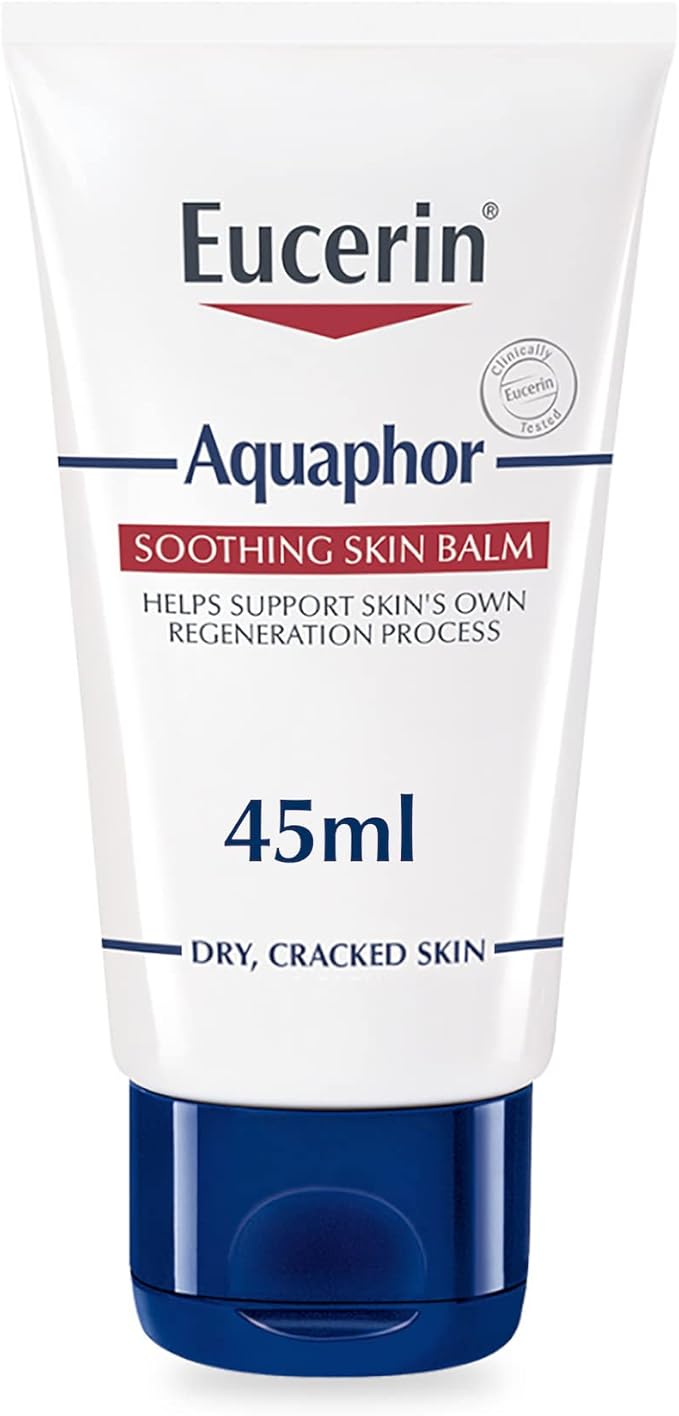 Eucerin®
Clinically
Eucerin
Tested
Aquaphor
SOOTHING SKIN BALM
HELPS SUPPORT SKIN'S OWN
REGENERATION PROCESS
45ml
DRY, CRACKED SKIN